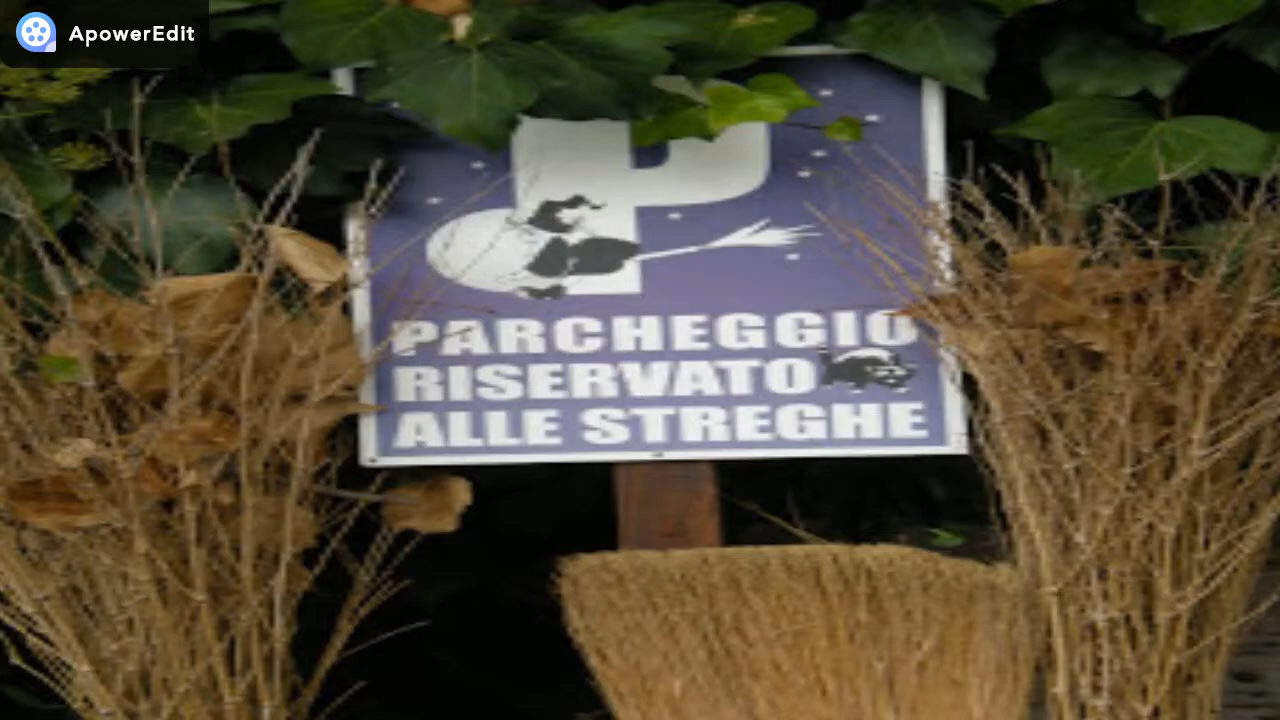 ApowerEdit
P
PARCHEGGIO
RISERVATO
ALLE STREGHE